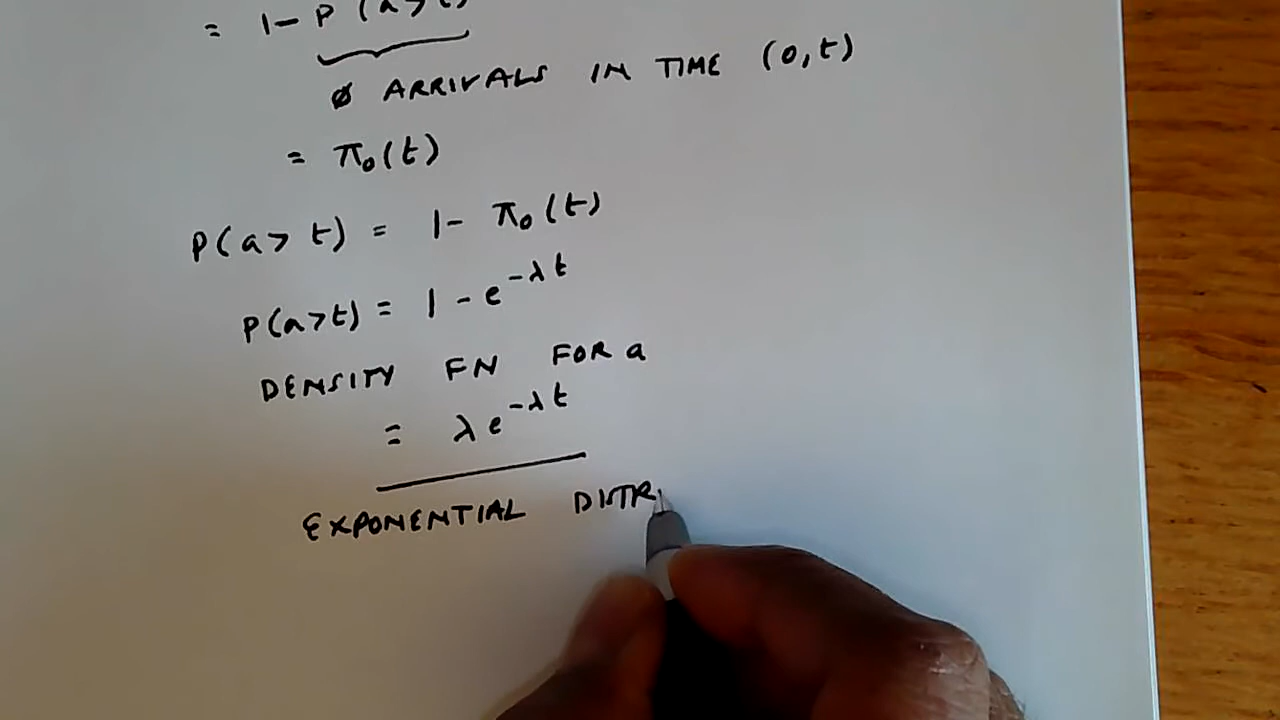 = 1 - P (a > t)
∅ ARRIVALS IN TIME (0, t)
= π₀(t)
P(a > t) = 1 - π₀(t)
P(a > t) = 1 - e^{-λt}
DENSITY FN FOR a
= λe^{-λt}
EXPONENTIAL DISTR